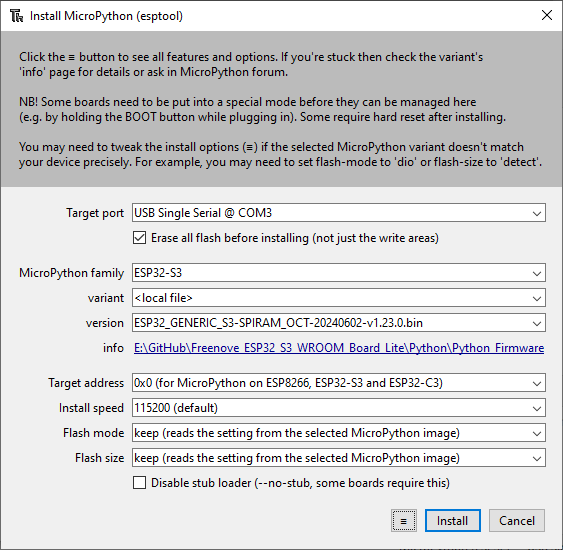 Install MicroPython (esptool)
Click the ≡ button to see all features and options. If you're stuck then check the variant's
'info' page for details or ask in MicroPython forum.
NB! Some boards need to be put into a special mode before they can be managed here
(e.g. by holding the BOOT button while plugging in). Some require hard reset after installing.
You may need to tweak the install options (≡) if the selected MicroPython variant doesn't match
your device precisely. For example, you may need to set flash-mode to 'dio' or flash-size to 'detect'.
Target port USB Single Serial @ COM3
Erase all flash before installing (not just the write areas)
MicroPython family ESP32-S3
variant <local file>
version ESP32_GENERIC_S3-SPIRAM_OCT-20240602-v1.23.0.bin
info E:\GitHub\Freenove_ESP32_S3_WROOM_Board_Lite\Python\Python_Firmware
Target address 0x0 (for MicroPython on ESP8266, ESP32-S3 and ESP32-C3)
Install speed 115200 (default)
Flash mode keep (reads the setting from the selected MicroPython image)
Flash size keep (reads the setting from the selected MicroPython image)
Disable stub loader (--no-stub, some boards require this)
≡ Install Cancel